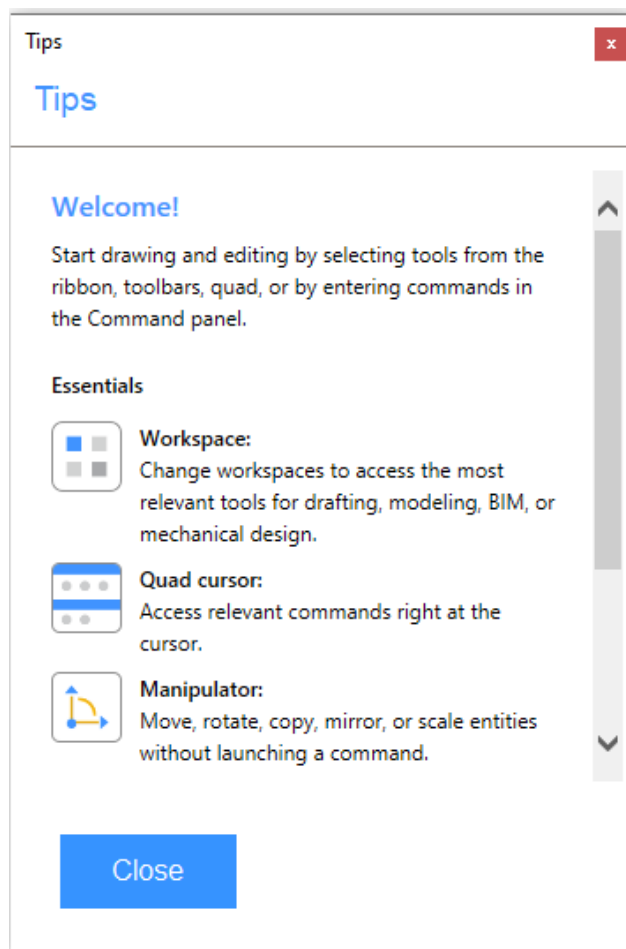 Tips
x
Tips
Welcome!
Start drawing and editing by selecting tools from the
ribbon, toolbars, quad, or by entering commands in
the Command panel.
Essentials
Workspace:
Change workspaces to access the most
relevant tools for drafting, modeling, BIM, or
mechanical design.
Quad cursor:
Access relevant commands right at the
cursor.
Manipulator:
Move, rotate, copy, mirror, or scale entities
without launching a command.
Close